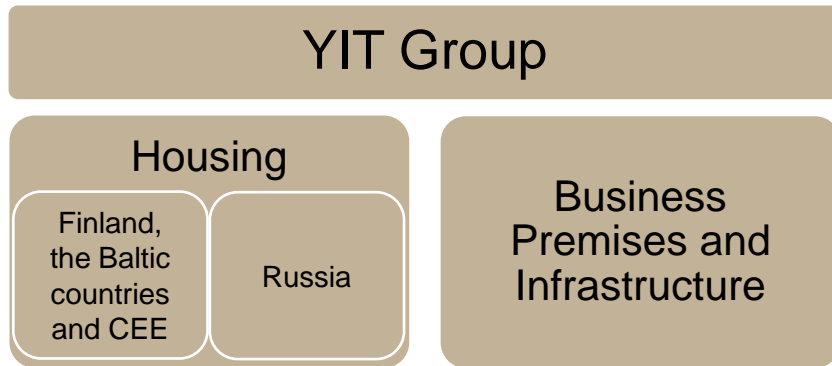 YIT Group
Housing
Finland,
the Baltic
countries
and CEE
Russia
Business
Premises and
Infrastructure